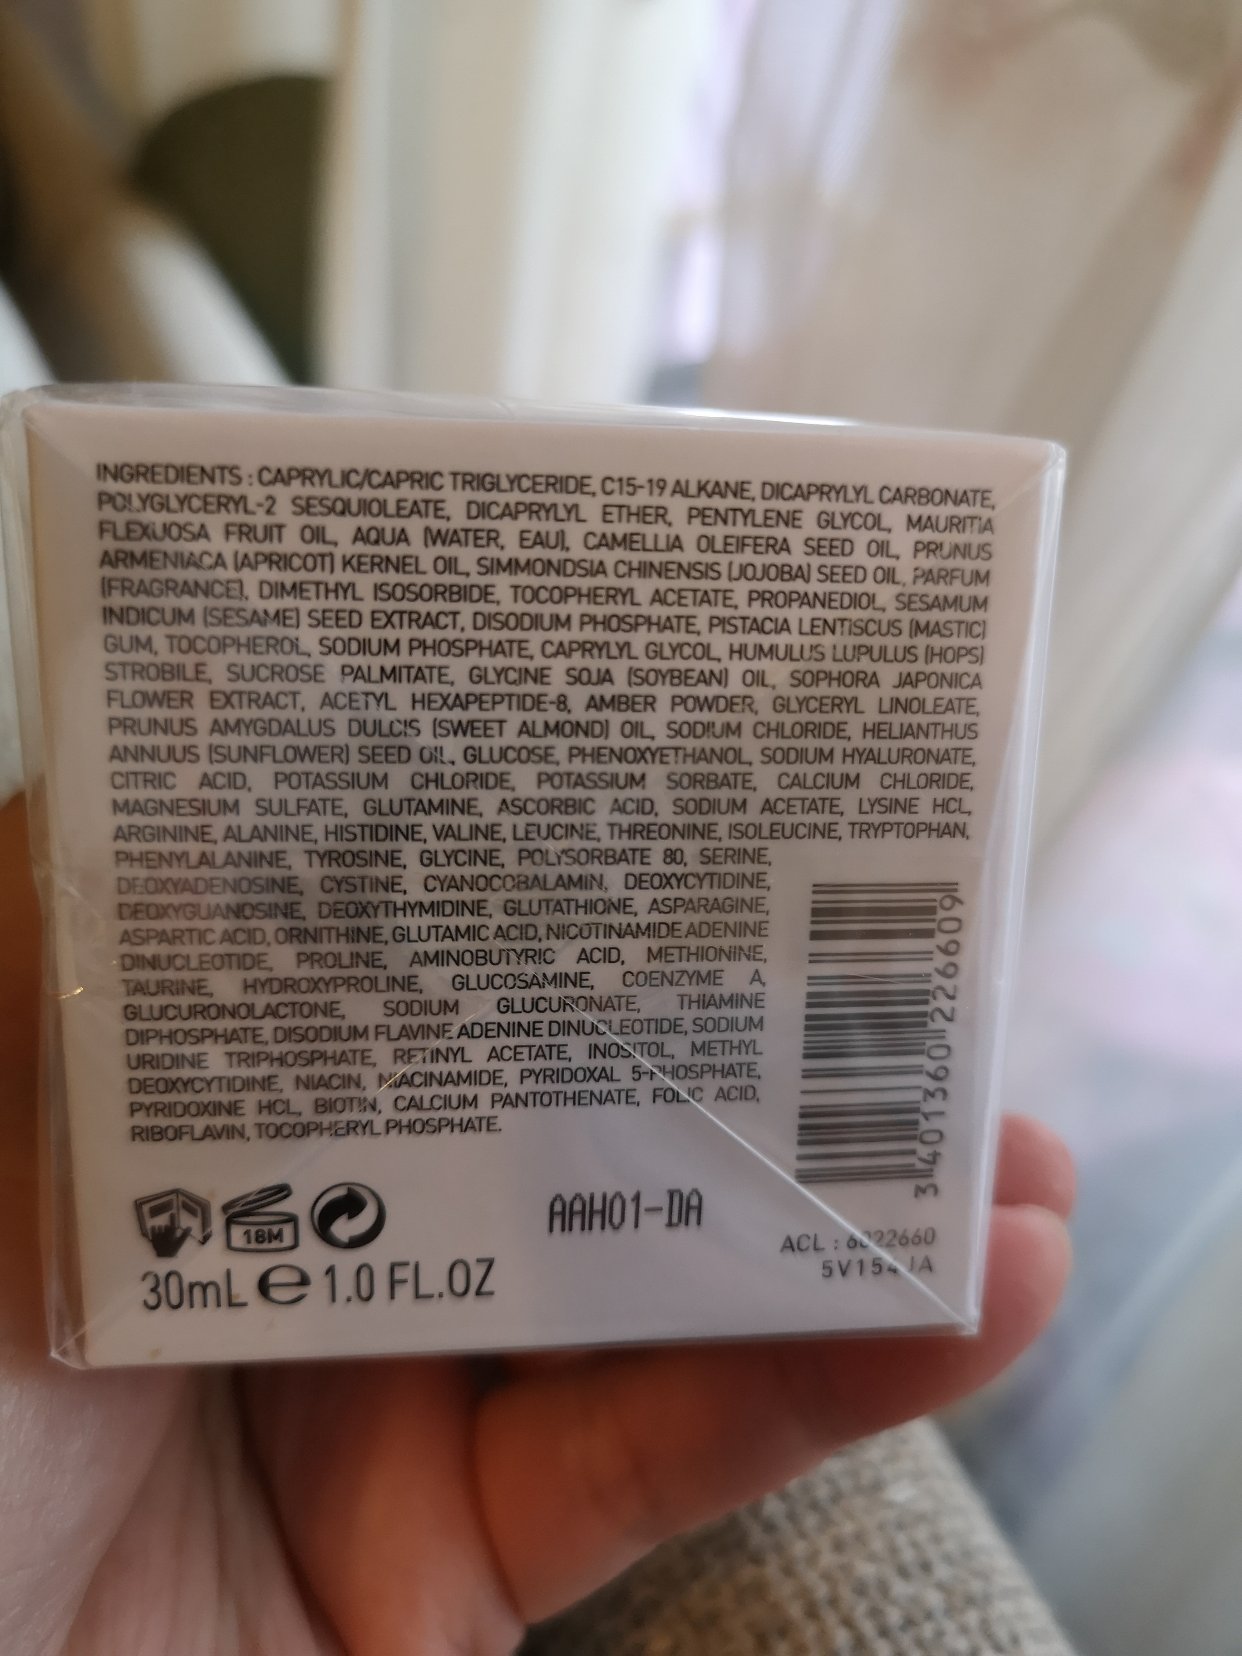 INGREDIENTS : CAPRYLIC/CAPRIC TRIGLYCERIDE, C15-19 ALKANE, DICAPRYLYL CARBONATE,
POLYGLYCERYL-2 SESQUIOLEATE, DICAPRYLYL ETHER, PENTYLENE GLYCOL, MAURITIA
FLEXUOSA FRUIT OIL, AQUA (WATER, EAU), CAMELLIA OLEIFERA SEED OIL, PRUNUS
ARMENIACA (APRICOT) KERNEL OIL, SIMMONDSIA CHINENSIS (JOJOBA) SEED OIL, PARFUM
(FRAGRANCE), DIMETHYL ISOSORBIDE, TOCOPHERYL ACETATE, PROPANEDIOL, SESAMUM
INDICUM (SESAME) SEED EXTRACT, DISODIUM PHOSPHATE, PISTACIA LENTISCUS (MASTIC)
GUM, TOCOPHEROL, SODIUM PHOSPHATE, CAPRYLYL GLYCOL, HUMULUS LUPULUS (HOPS)
STROBILE, SUCROSE PALMITATE, GLYCINE SOJA (SOYBEAN) OIL, SOPHORA JAPONICA
FLOWER EXTRACT, ACETYL HEXAPEPTIDE-8, AMBER POWDER, GLYCERYL LINOLEATE,
PRUNUS AMYGDALUS DULCIS (SWEET ALMOND) OIL, SODIUM CHLORIDE, HELIANTHUS
ANNUUS (SUNFLOWER) SEED OIL, GLUCOSE, PHENOXYETHANOL, SODIUM HYALURONATE,
CITRIC ACID, POTASSIUM CHLORIDE, POTASSIUM SORBATE, CALCIUM CHLORIDE,
MAGNESIUM SULFATE, GLUTAMINE, ASCORBIC ACID, SODIUM ACETATE, LYSINE HCL,
ARGININE, ALANINE, HISTIDINE, VALINE, LEUCINE, THREONINE, ISOLEUCINE, TRYPTOPHAN,
PHENYLALANINE, TYROSINE, GLYCINE, POLYSORBATE 80, SERINE,
DEOXYADENOSINE, CYSTINE, CYANOCOBALAMIN, DEOXYCYTIDINE,
DEOXYGUANOSINE, DEOXYTHYMIDINE, GLUTATHIONE, ASPARAGINE,
ASPARTIC ACID, ORNITHINE, GLUTAMIC ACID, NICOTINAMIDE ADENINE
DINUCLEOTIDE, PROLINE, AMINOBUTYRIC ACID, METHIONINE,
TAURINE, HYDROXYPROLINE, GLUCOSAMINE, COENZYME A,
GLUCURONOLACTONE, SODIUM GLUCURONATE, THIAMINE
DIPHOSPHATE, DISODIUM FLAVINE ADENINE DINUCLEOTIDE, SODIUM
URIDINE TRIPHOSPHATE, RETINYL ACETATE, INOSITOL, METHYL
DEOXYCYTIDINE, NIACIN, NIACINAMIDE, PYRIDOXAL 5-PHOSPHATE,
PYRIDOXINE HCL, BIOTIN, CALCIUM PANTOTHENATE, FOLIC ACID,
RIBOFLAVIN, TOCOPHERYL PHOSPHATE.
3 401360 226609
18M
AAH01-DA
ACL : 6022660
5V154JA
30mL e 1.0 FL.OZ